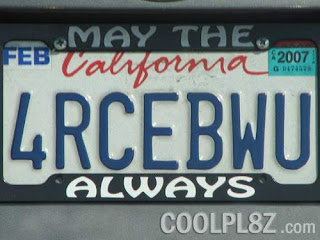 MAY THE
FEB California 2007
4RCEBWU
ALWAYS
COOLPL8Z.com